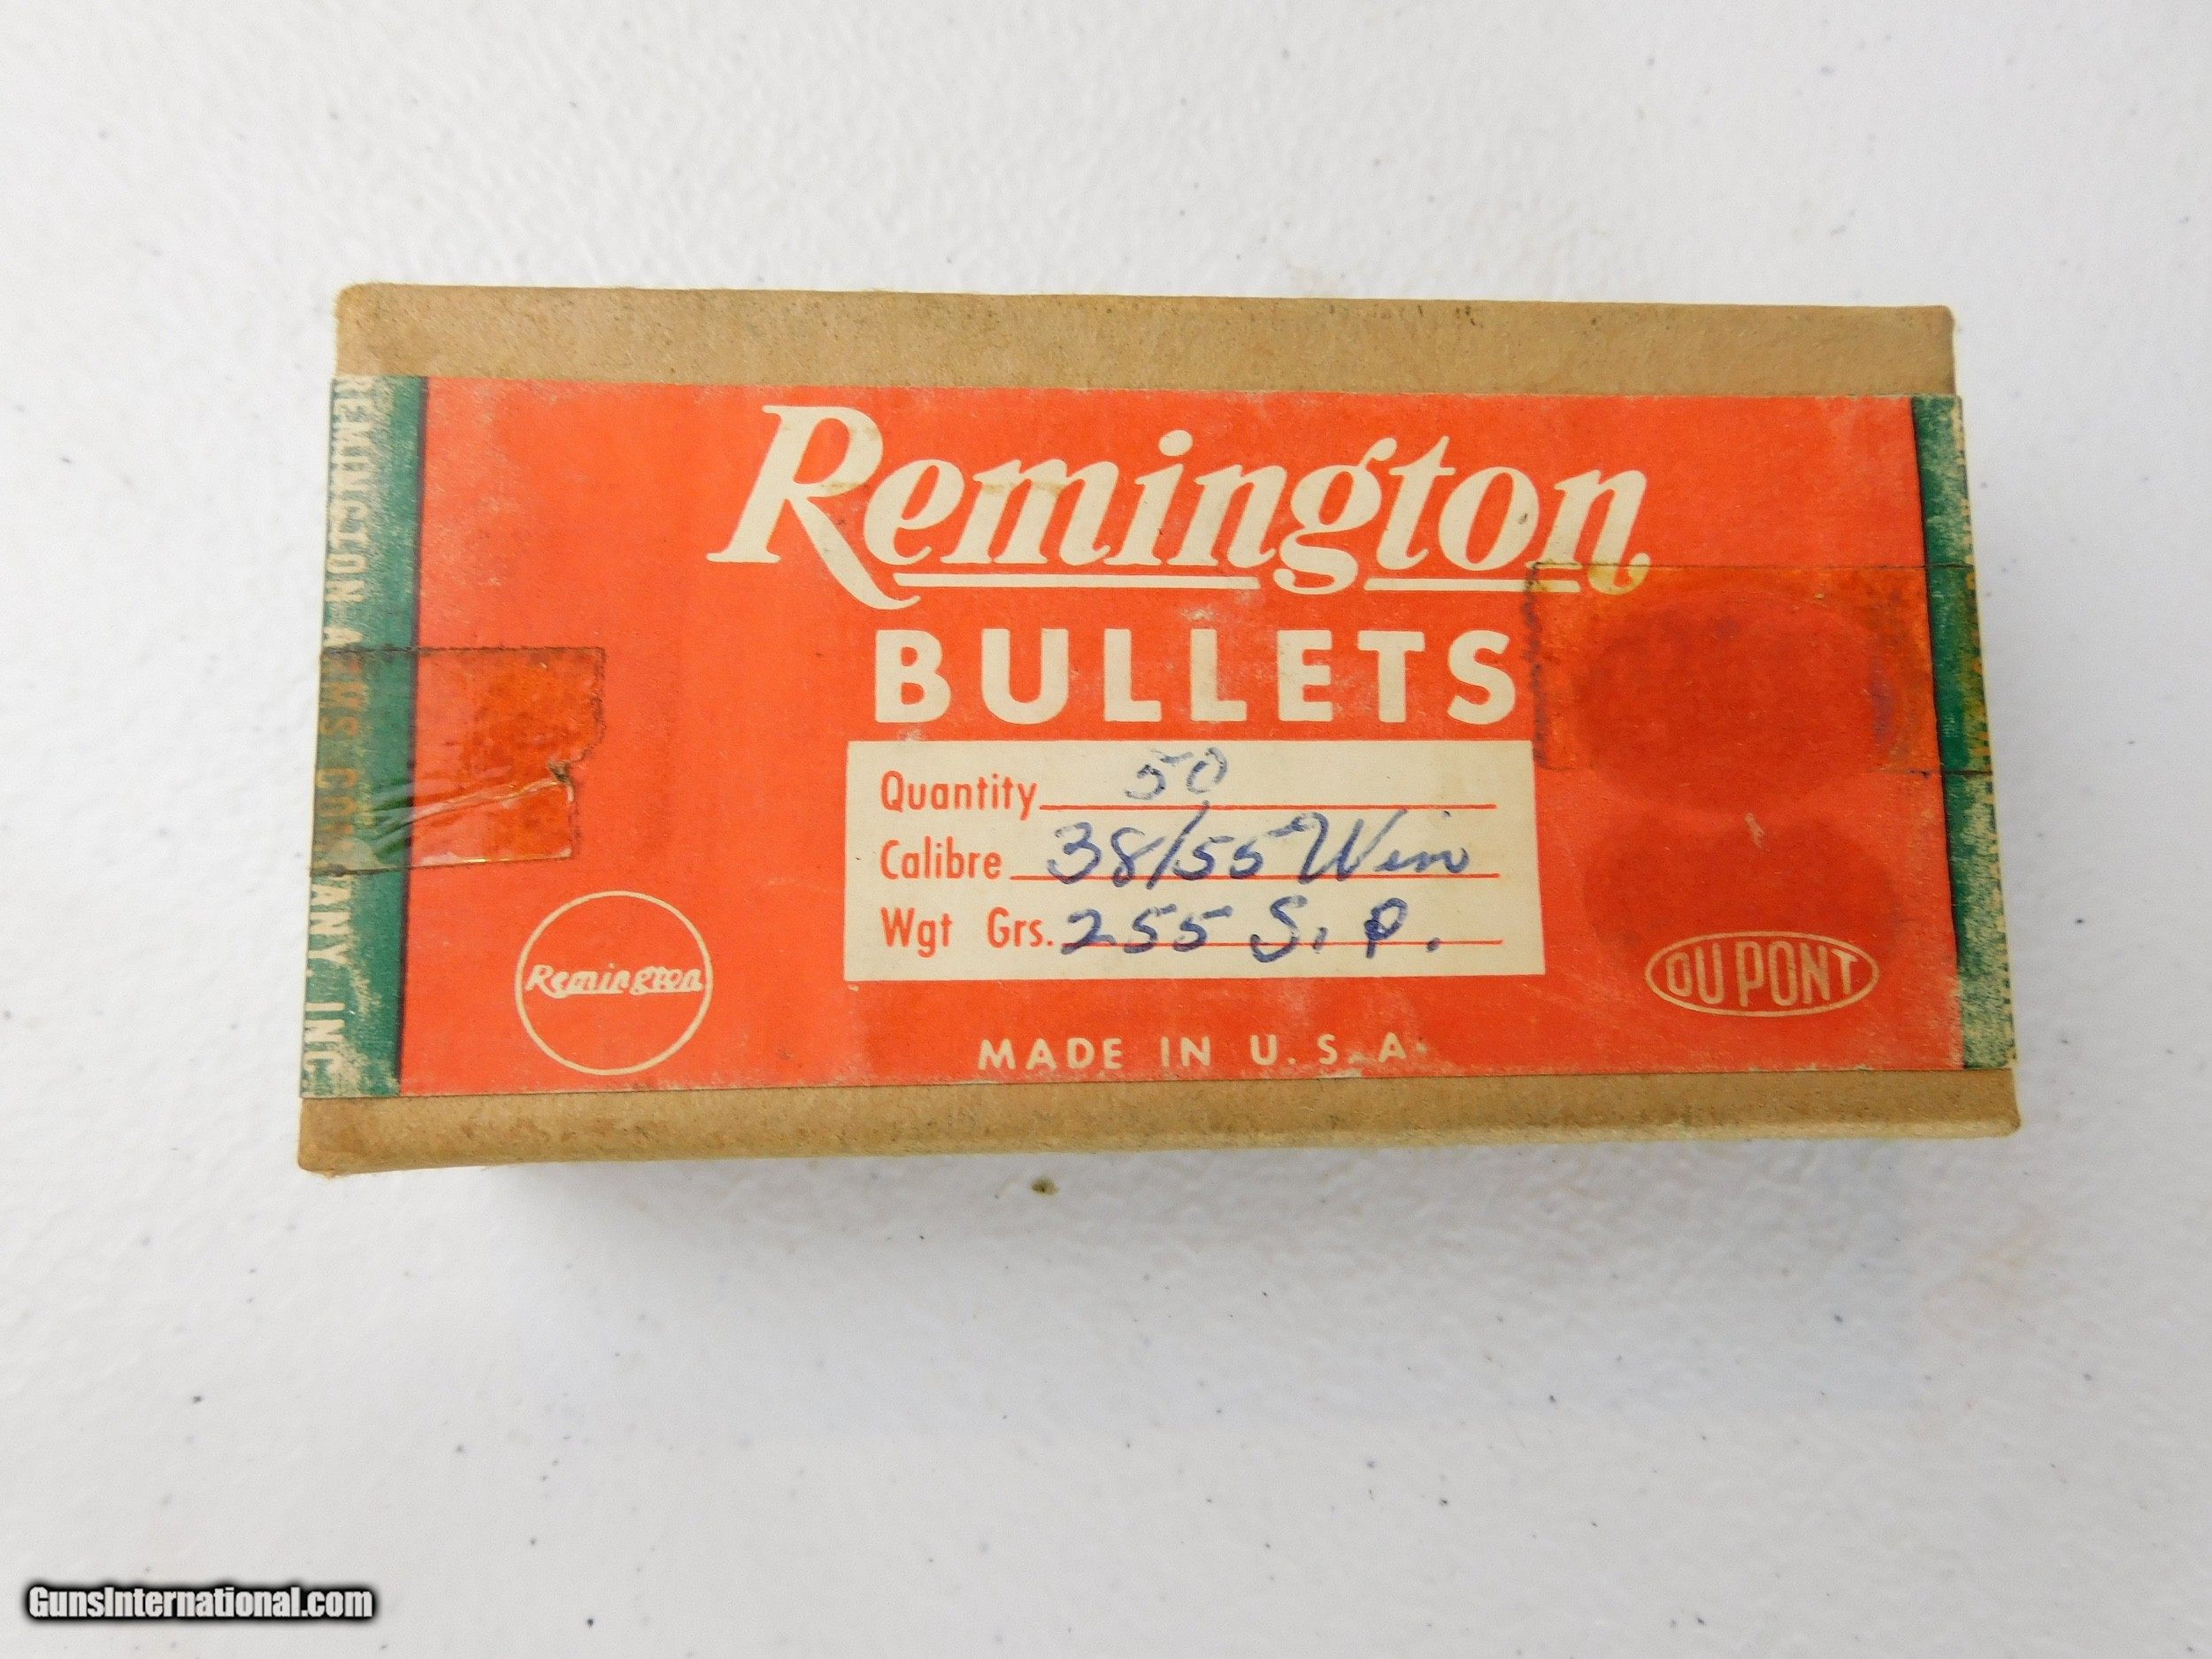 Remington
BULLETS
Quantity 50
Calibre 38/55 Win
Wgt Grs. 255 S. P.
Remington
DU PONT
MADE IN U. S. A.
REMINGTON ARMS COMPANY, INC.
GunsInternational.com